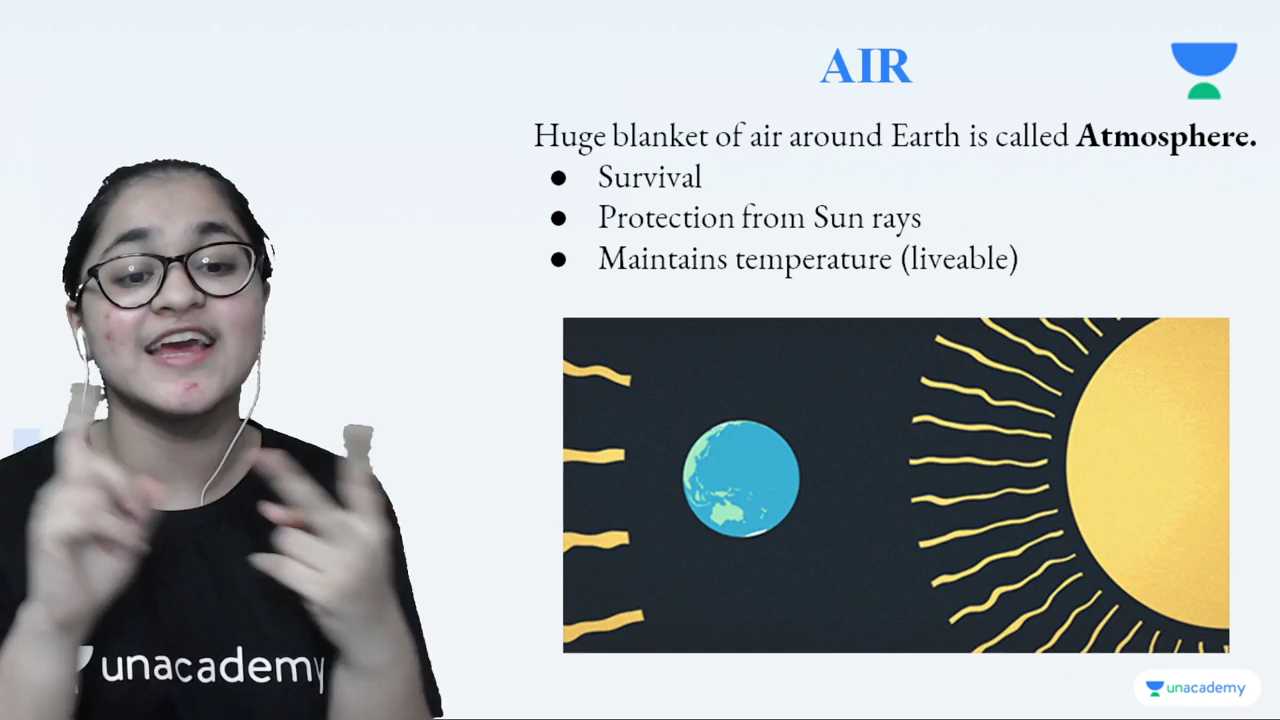 AIR
Huge blanket of air around Earth is called Atmosphere.
● Survival
● Protection from Sun rays
● Maintains temperature (liveable)
unacademy
unacademy